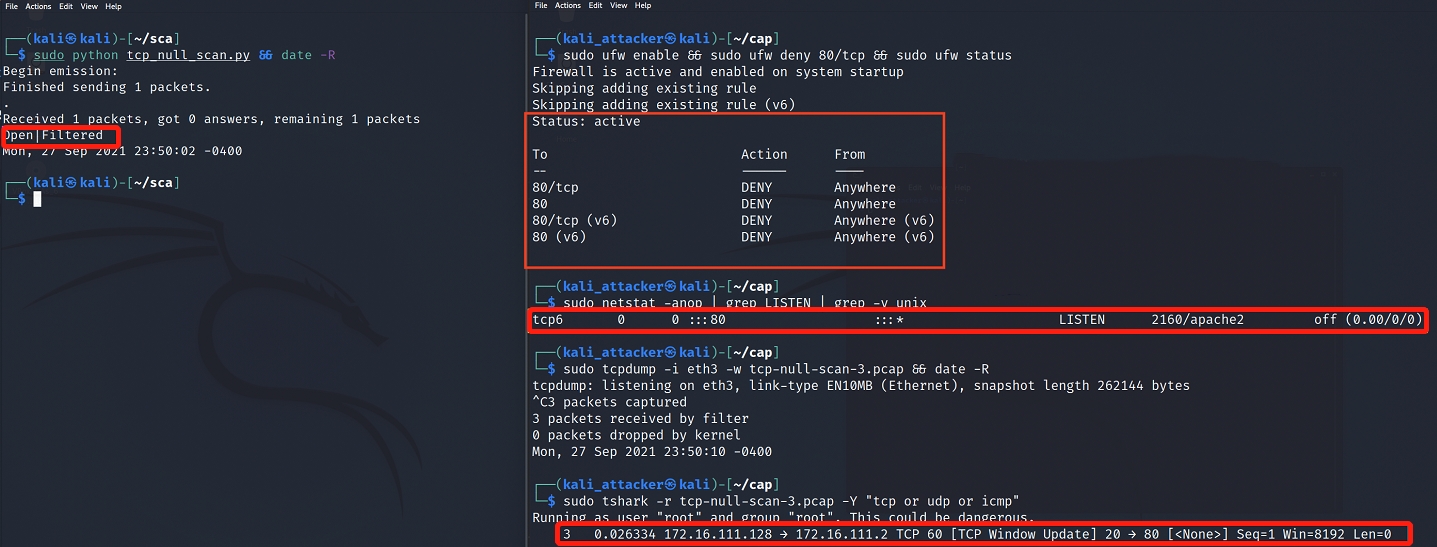 File Actions Edit View Help
┌──(kali㉿kali)-[~/sca]
└─$ sudo python tcp_null_scan.py && date -R
Begin emission:
Finished sending 1 packets.
.
Received 1 packets, got 0 answers, remaining 1 packets
Open|Filtered
Mon, 27 Sep 2021 23:50:02 -0400
┌──(kali㉿kali)-[~/sca]
└─$
File Actions Edit View Help
┌──(kali_attacker㉿kali)-[~/cap]
└─$ sudo ufw enable && sudo ufw deny 80/tcp && sudo ufw status
Firewall is active and enabled on system startup
Skipping adding existing rule
Skipping adding existing rule (v6)
Status: active
To Action From
-- ------ ----
80/tcp DENY Anywhere
80 DENY Anywhere
80/tcp (v6) DENY Anywhere (v6)
80 (v6) DENY Anywhere (v6)
┌──(kali_attacker㉿kali)-[~/cap]
└─$ sudo netstat -anop | grep LISTEN | grep -v unix
tcp6 0 0 :::80 :::* LISTEN 2160/apache2 off (0.00/0/0)
┌──(kali_attacker㉿kali)-[~/cap]
└─$ sudo tcpdump -i eth3 -w tcp-null-scan-3.pcap && date -R
tcpdump: listening on eth3, link-type EN10MB (Ethernet), snapshot length 262144 bytes
^C3 packets captured
3 packets received by filter
0 packets dropped by kernel
Mon, 27 Sep 2021 23:50:10 -0400
┌──(kali_attacker㉿kali)-[~/cap]
└─$ sudo tshark -r tcp-null-scan-3.pcap -Y "tcp or udp or icmp"
Running as user "root" and group "root". This could be dangerous.
3 0.026334 172.16.111.128 → 172.16.111.2 TCP 60 [TCP Window Update] 20 → 80 [<None>] Seq=1 Win=8192 Len=0